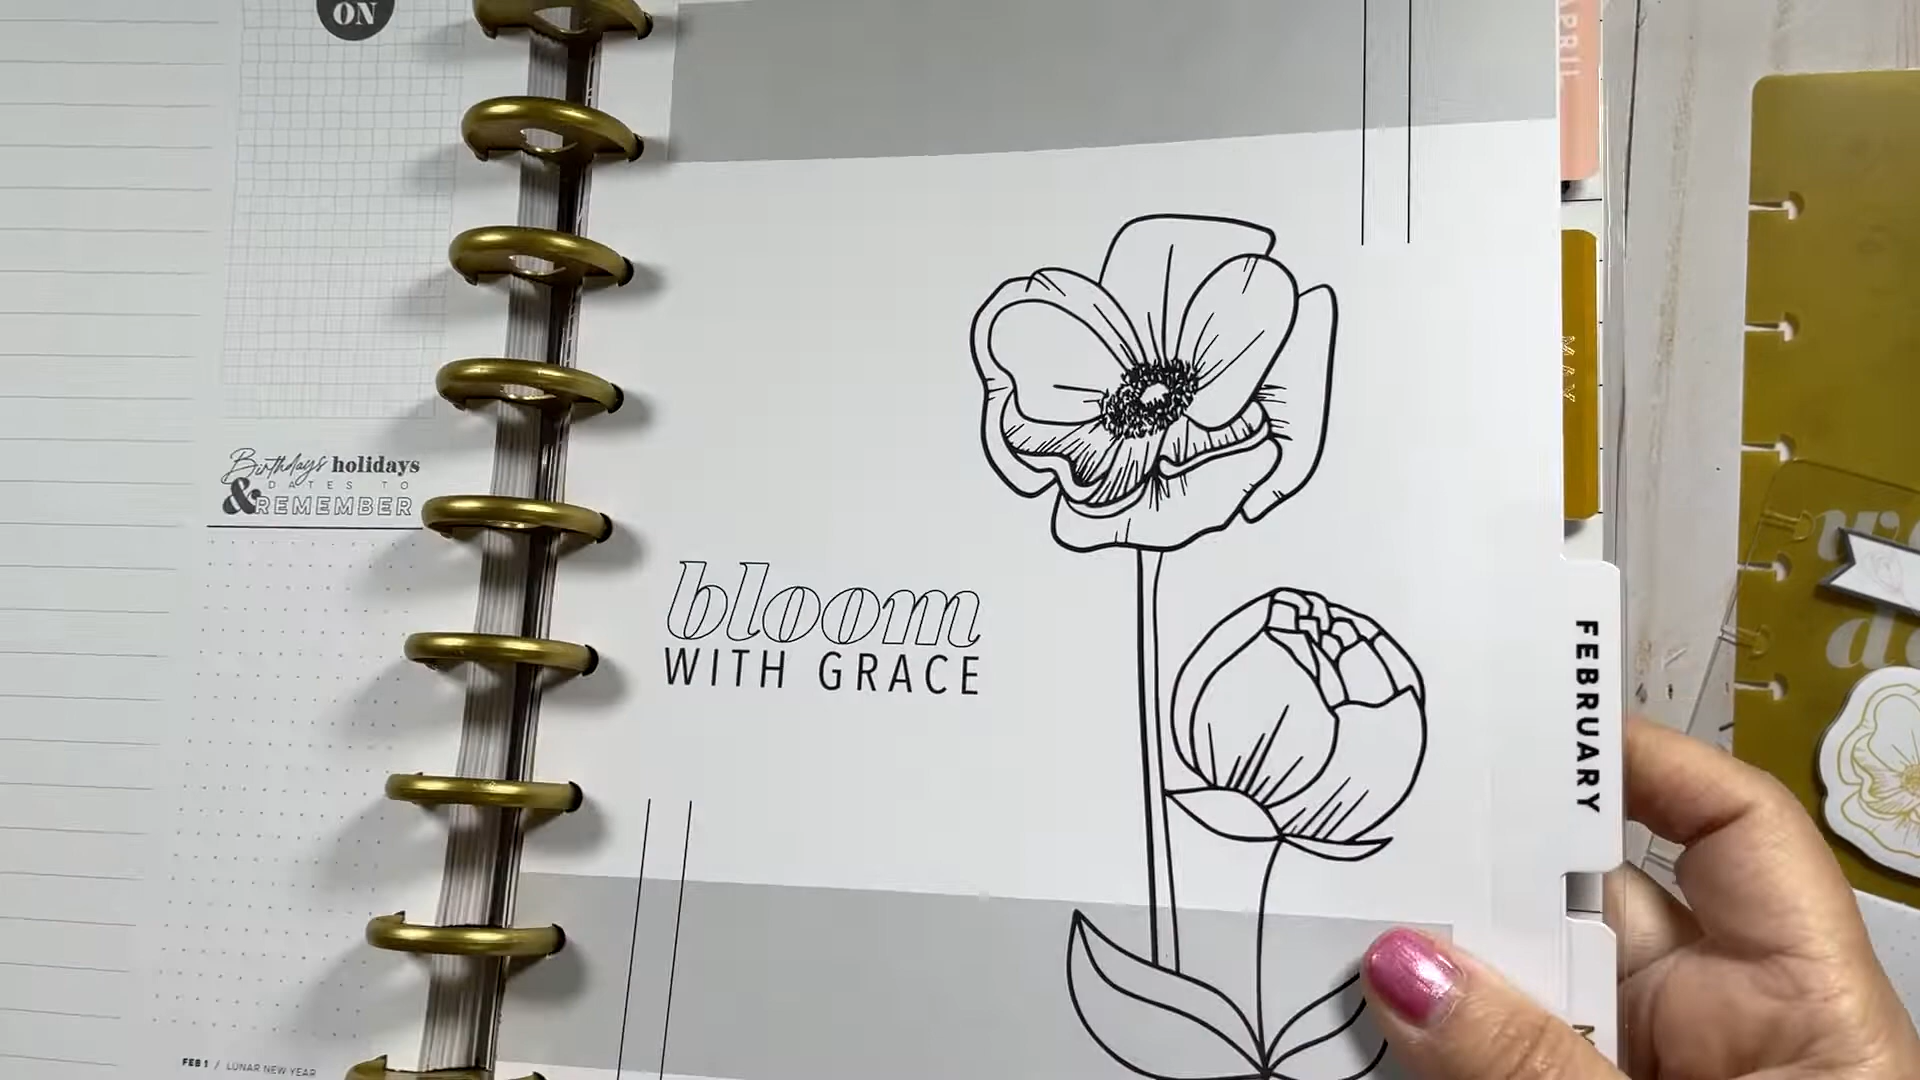 ON
Birthdays holidays
DATES TO
& REMEMBER
FEB 1 / LUNAR NEW YEAR
bloom
WITH GRACE
APRIL
MAY
FEBRUARY